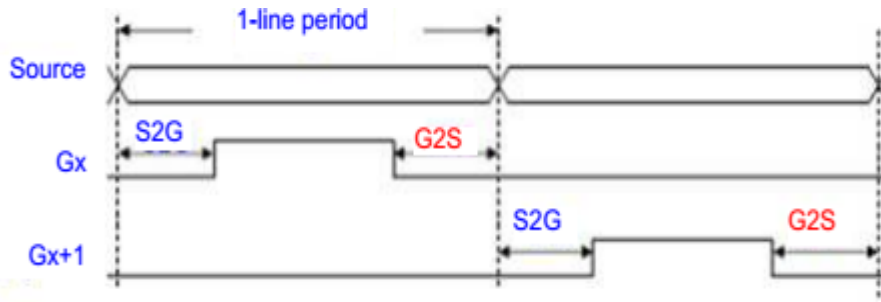 1-line period
Source
S2G
G2S
Gx
S2G
G2S
Gx+1